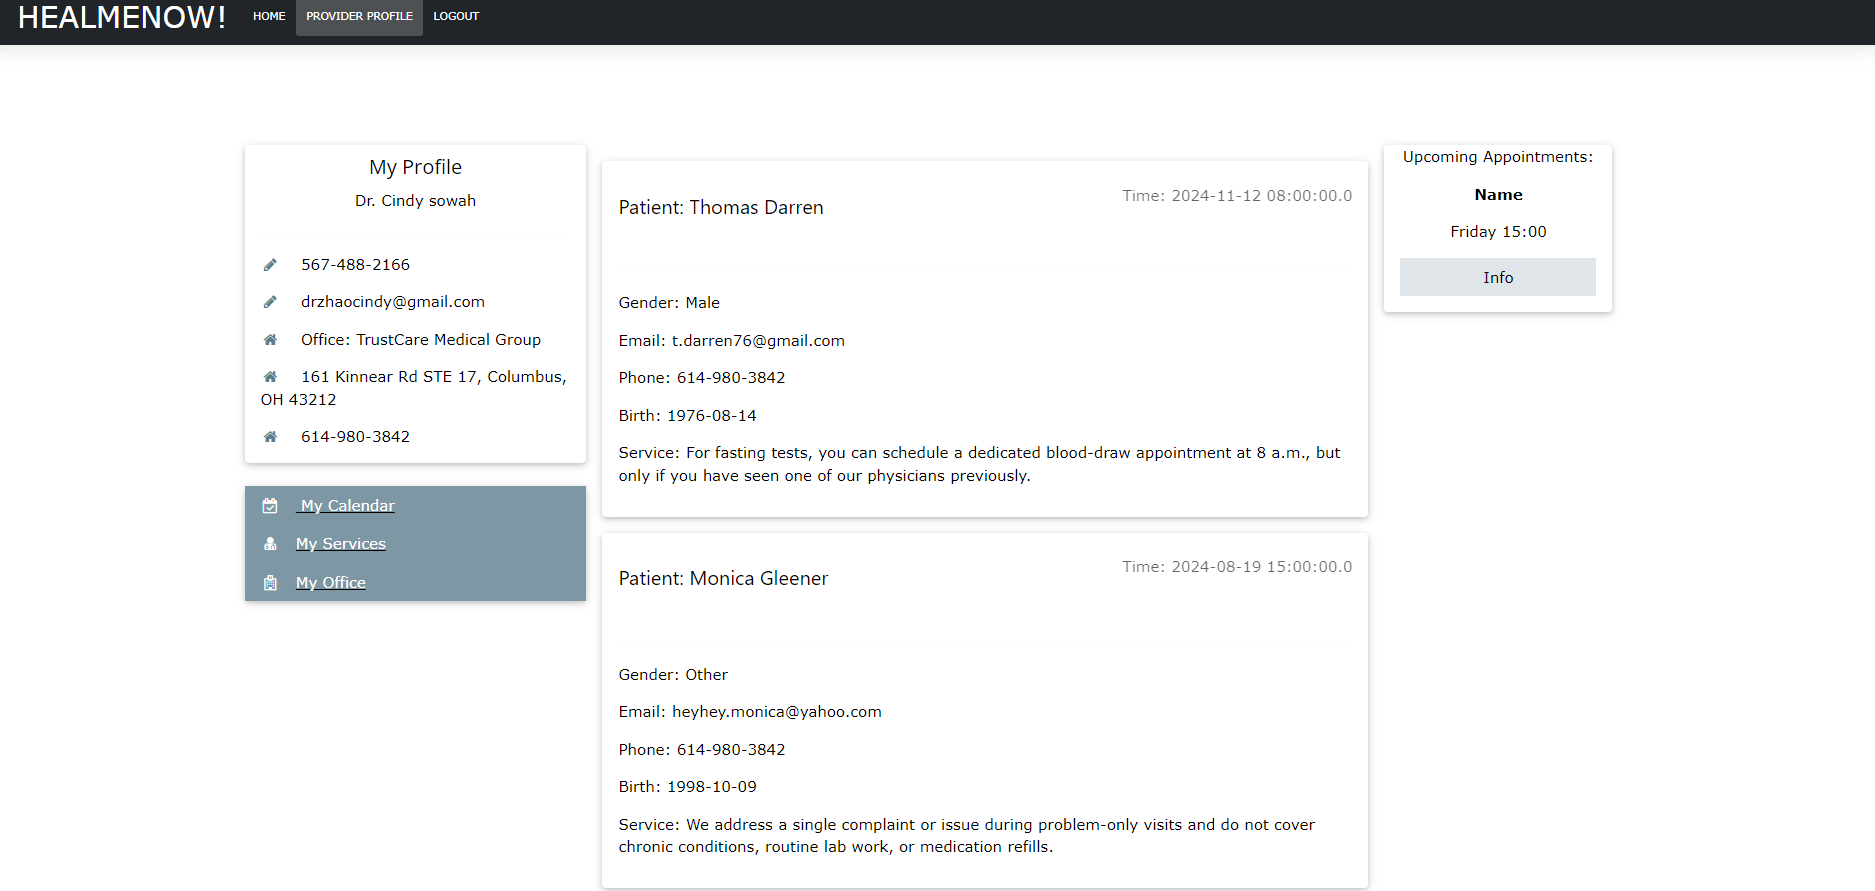 HEALMENOW!
HOME
PROVIDER PROFILE
LOGOUT
My Profile
Dr. Cindy sowah
567-488-2166
drzhaocindy@gmail.com
Office: TrustCare Medical Group
161 Kinnear Rd STE 17, Columbus,
OH 43212
614-980-3842
My Calendar
My Services
My Office
Patient: Thomas Darren
Time: 2024-11-12 08:00:00.0
Gender: Male
Email: t.darren76@gmail.com
Phone: 614-980-3842
Birth: 1976-08-14
Service: For fasting tests, you can schedule a dedicated blood-draw appointment at 8 a.m., but
only if you have seen one of our physicians previously.
Patient: Monica Gleener
Time: 2024-08-19 15:00:00.0
Gender: Other
Email: heyhey.monica@yahoo.com
Phone: 614-980-3842
Birth: 1998-10-09
Service: We address a single complaint or issue during problem-only visits and do not cover
chronic conditions, routine lab work, or medication refills.
Upcoming Appointments:
Name
Friday 15:00
Info